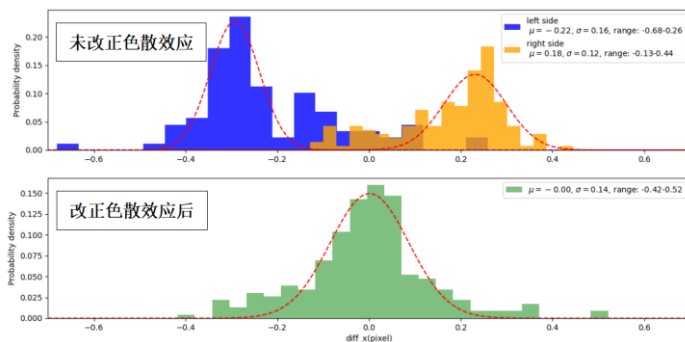 未改正色散效应
left side
μ = −0.22, σ = 0.16, range: -0.68-0.26
right side
μ = 0.18, σ = 0.12, range: -0.13-0.44
Probability density
0.20
0.15
0.10
0.05
0.00
−0.6 −0.4 −0.2 0.0 0.2 0.4 0.6
改正色散效应后
μ = −0.00, σ = 0.14, range: -0.42-0.52
Probability density
0.150
0.125
0.100
0.075
0.050
0.025
0.000
−0.6 −0.4 −0.2 0.0 0.2 0.4 0.6
diff_x(pixel)